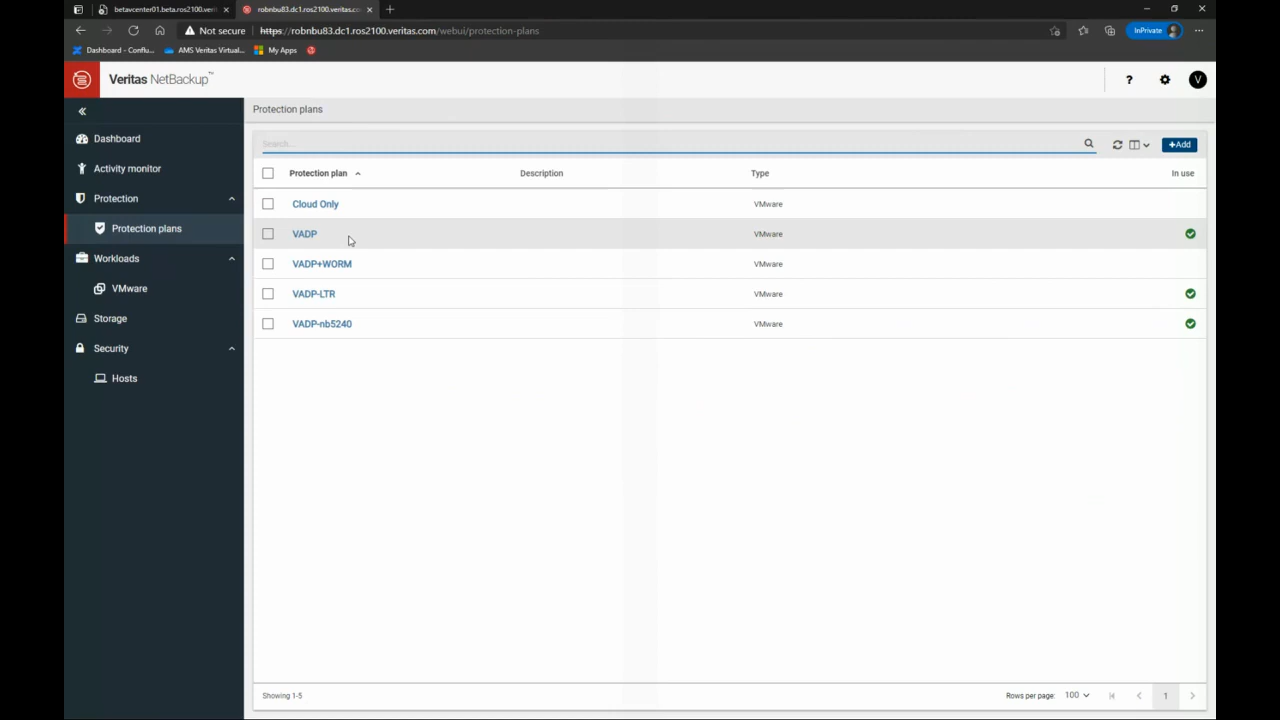 betavcenter01.beta.ros2100.veri
robnbu83.dc1.ros2100.veritas.co
Not secure
https://robnbu83.dc1.ros2100.veritas.com/webui/protection-plans
InPrivate
Dashboard - Conflu...
AMS Veritas Virtual...
My Apps
Veritas NetBackup™
?
V
Protection plans
Dashboard
Activity monitor
Protection
Protection plans
Workloads
VMware
Storage
Security
Hosts
Search...
+Add
Protection plan Description Type In use
Cloud Only VMware
VADP VMware
VADP+WORM VMware
VADP-LTR VMware
VADP-nb5240 VMware
Showing 1-5
Rows per page: 100
1